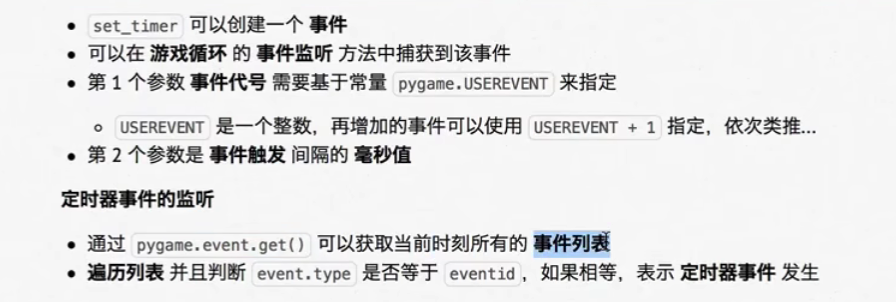 set_timer 可以创建一个 事件
可以在 游戏循环 的 事件监听 方法中捕获到该事件
第 1 个参数 事件代号 需要基于常量 pygame.USEREVENT 来指定
USEREVENT 是一个整数，再增加的事件可以使用 USEREVENT + 1 指定，依次类推...
第 2 个参数是 事件触发 间隔的 毫秒值
定时器事件的监听
通过 pygame.event.get() 可以获取当前时刻所有的 事件列表
遍历列表 并且判断 event.type 是否等于 eventid，如果相等，表示 定时器事件 发生